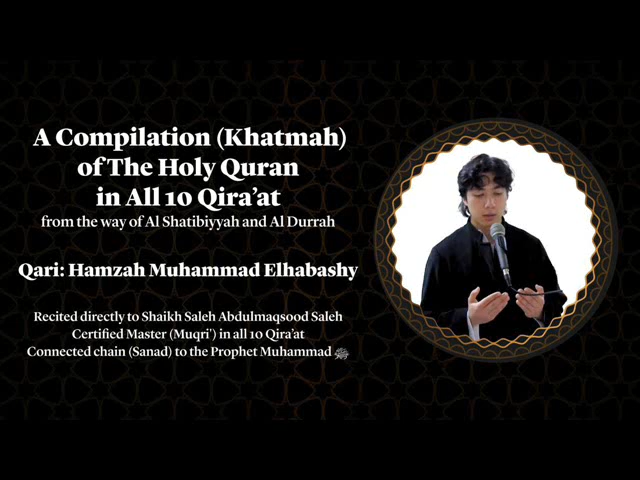 A Compilation (Khatmah)
of The Holy Quran
in All 10 Qira'at
from the way of Al Shatibiyyah and Al Durrah
Qari: Hamzah Muhammad Elhabashy
Recited directly to Shaikh Saleh Abdulmaqsood Saleh
Certified Master (Muqri') in all 10 Qira'at
Connected chain (Sanad) to the Prophet Muhammad ﷺ